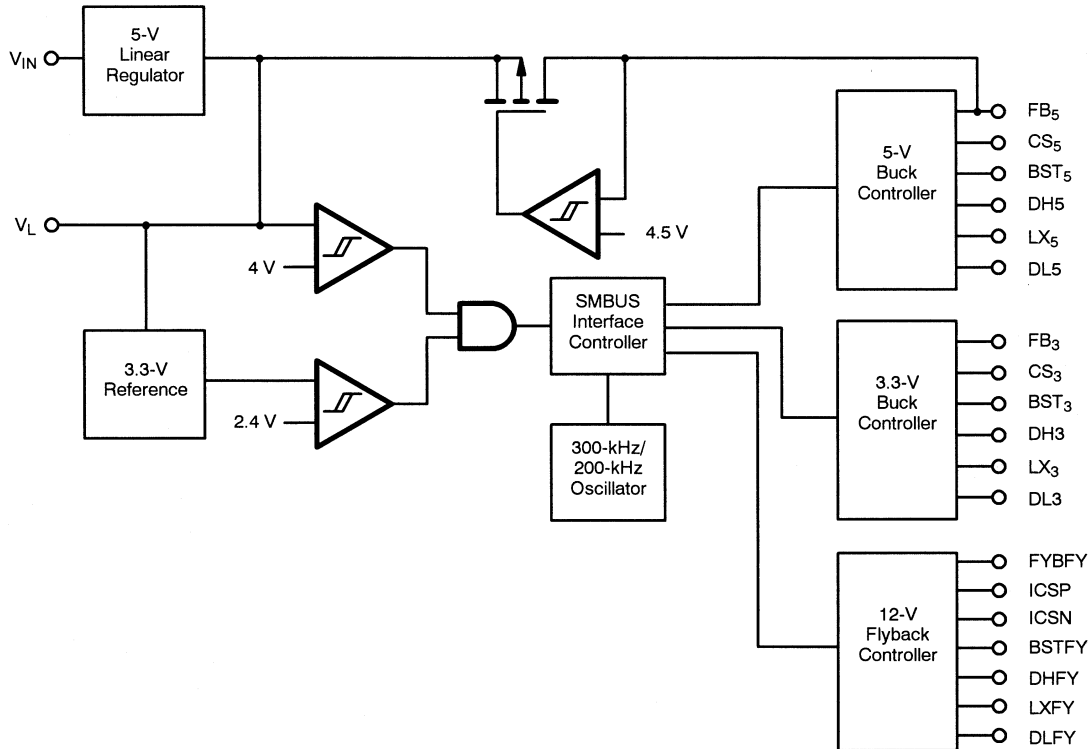 5-V
Linear
Regulator
VIN
VL
4 V
4.5 V
3.3-V
Reference
2.4 V
SMBUS
Interface
Controller
300-kHz/
200-kHz
Oscillator
5-V
Buck
Controller
FB5
CS5
BST5
DH5
LX5
DL5
3.3-V
Buck
Controller
FB3
CS3
BST3
DH3
LX3
DL3
12-V
Flyback
Controller
FYBFY
ICSP
ICSN
BSTFY
DHFY
LXFY
DLFY